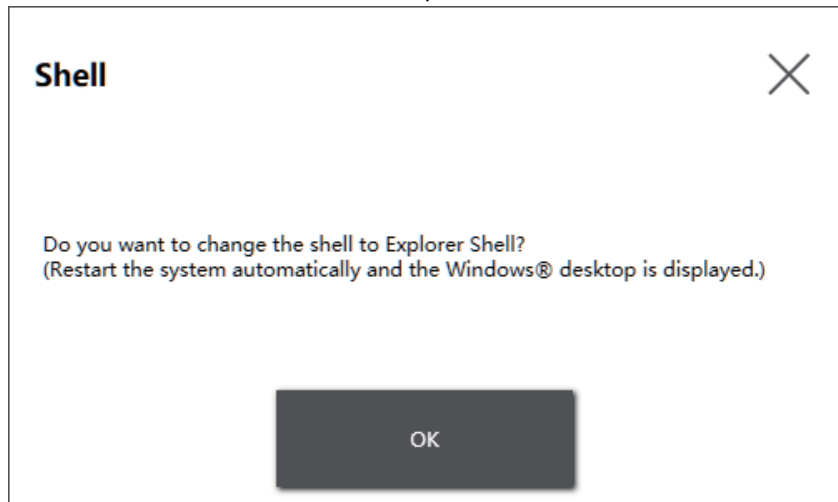 Shell
Do you want to change the shell to Explorer Shell?
(Restart the system automatically and the Windows® desktop is displayed.)
OK